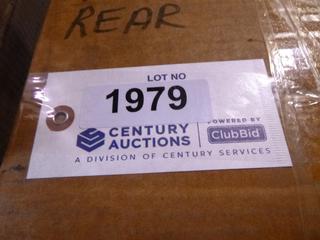 REAR
LOT NO
1979
CENTURY
AUCTIONS
POWERED BY
ClubBid
A DIVISION OF CENTURY SERVICES